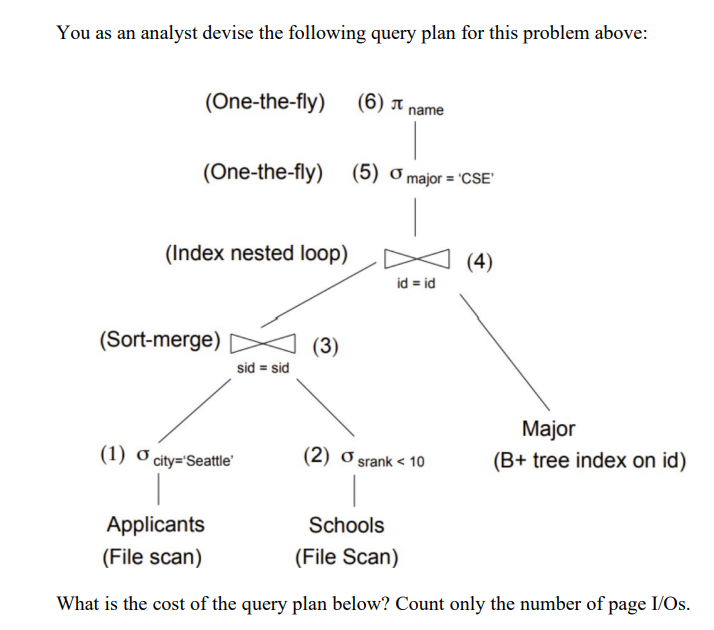 You as an analyst devise the following query plan for this problem above:
(One-the-fly) (6) π name
(One-the-fly) (5) σ major = 'CSE'
(Index nested loop) (4)
id = id
(Sort-merge) (3)
sid = sid
Major
(1) σ city='Seattle' (2) σ srank < 10 (B+ tree index on id)
Applicants Schools
(File scan) (File Scan)
What is the cost of the query plan below? Count only the number of page I/Os.